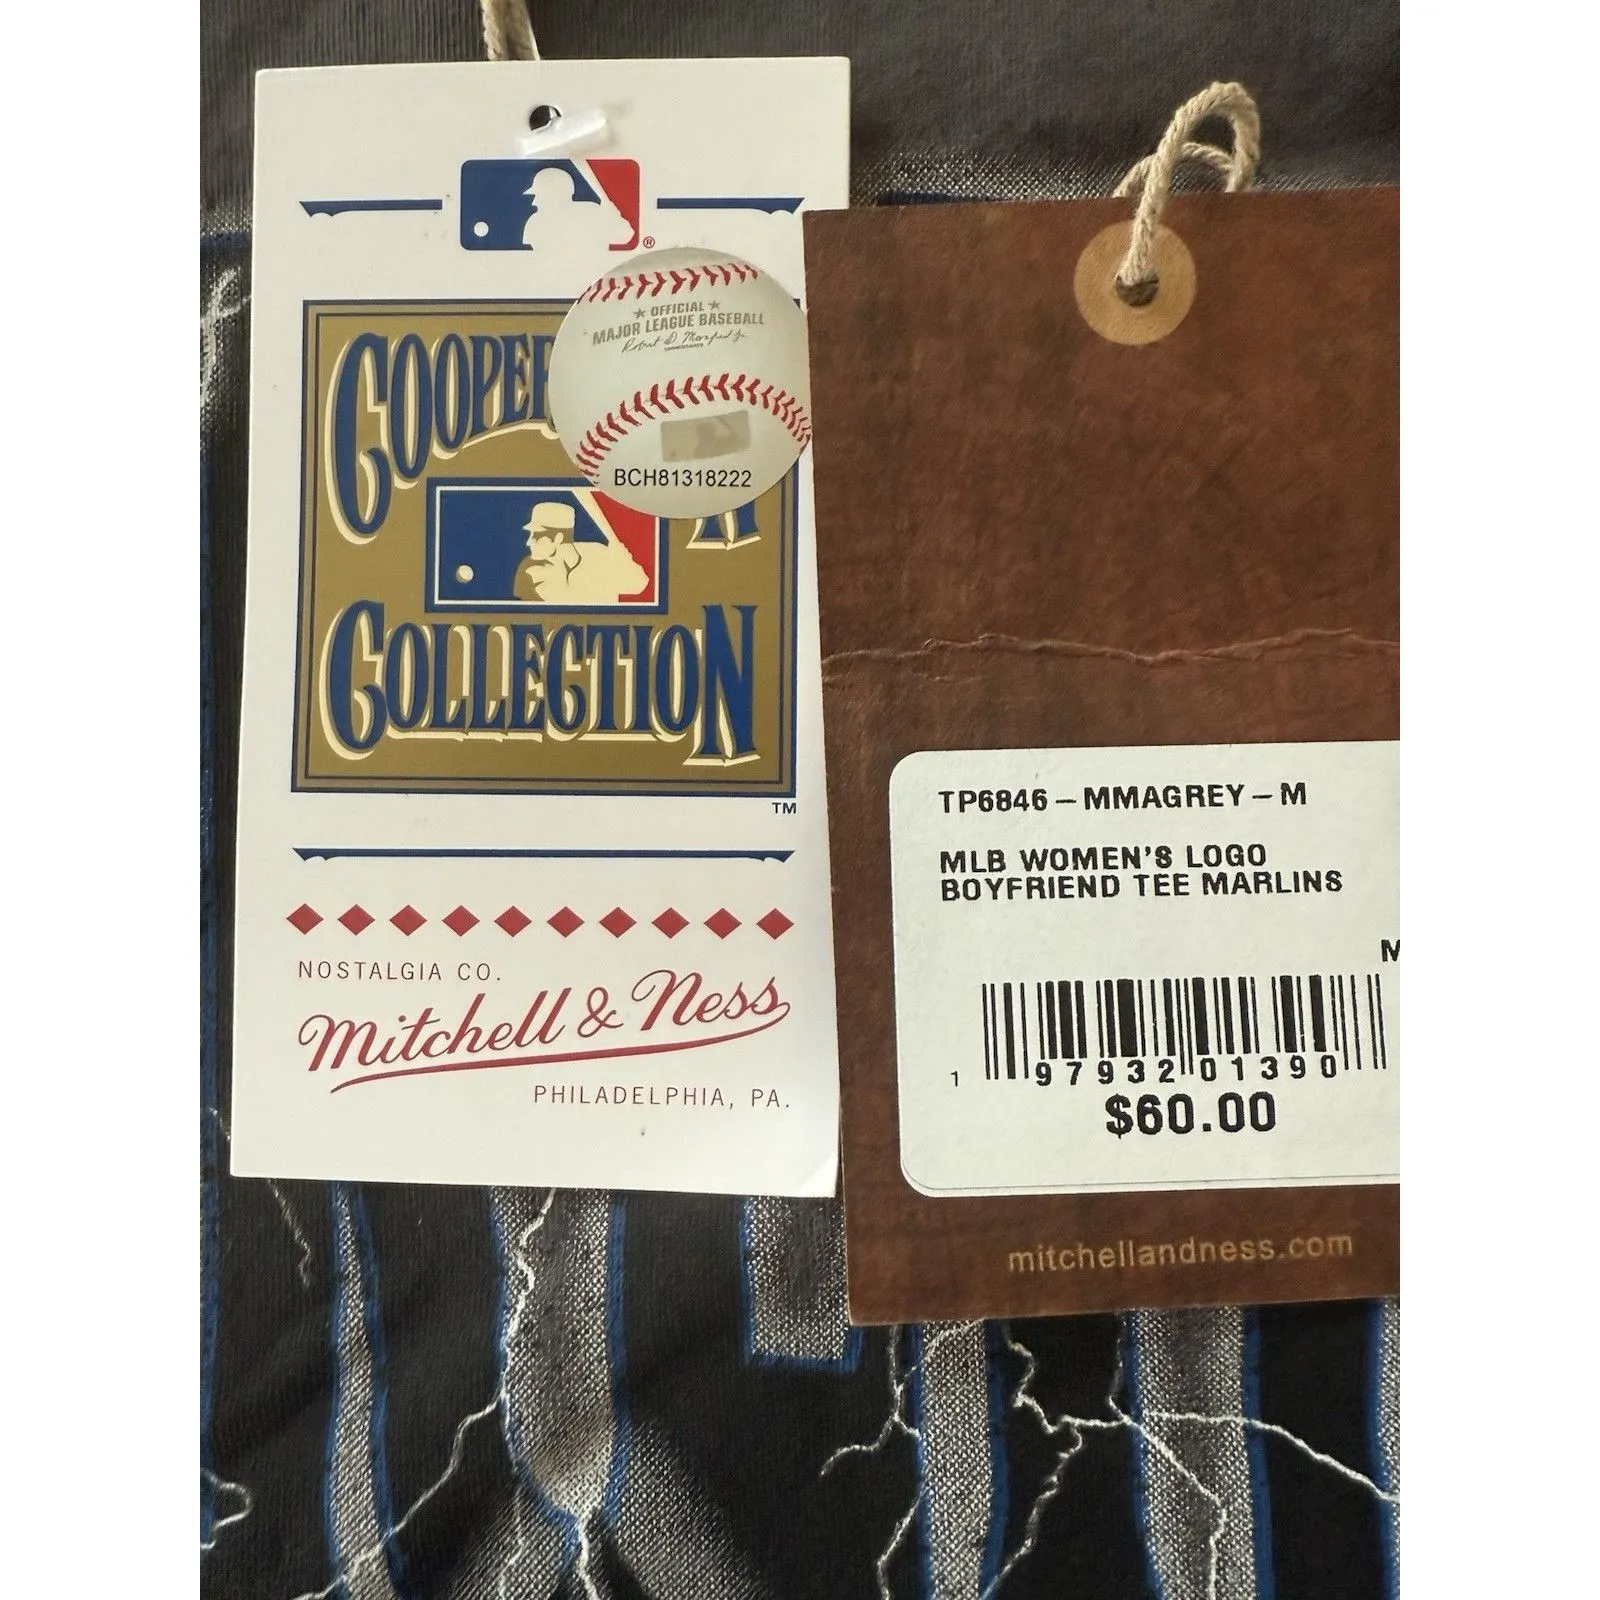 COOPER
N
COLLECTION
TM
®
★ OFFICIAL ★
MAJOR LEAGUE BASEBALL
BCH81318222
NOSTALGIA CO.
Mitchell & Ness
PHILADELPHIA, PA.
TP6846-MMAGREY-M
MLB WOMEN'S LOGO
BOYFRIEND TEE MARLINS
M
1 97932 01390
$60.00
mitchellandness.com